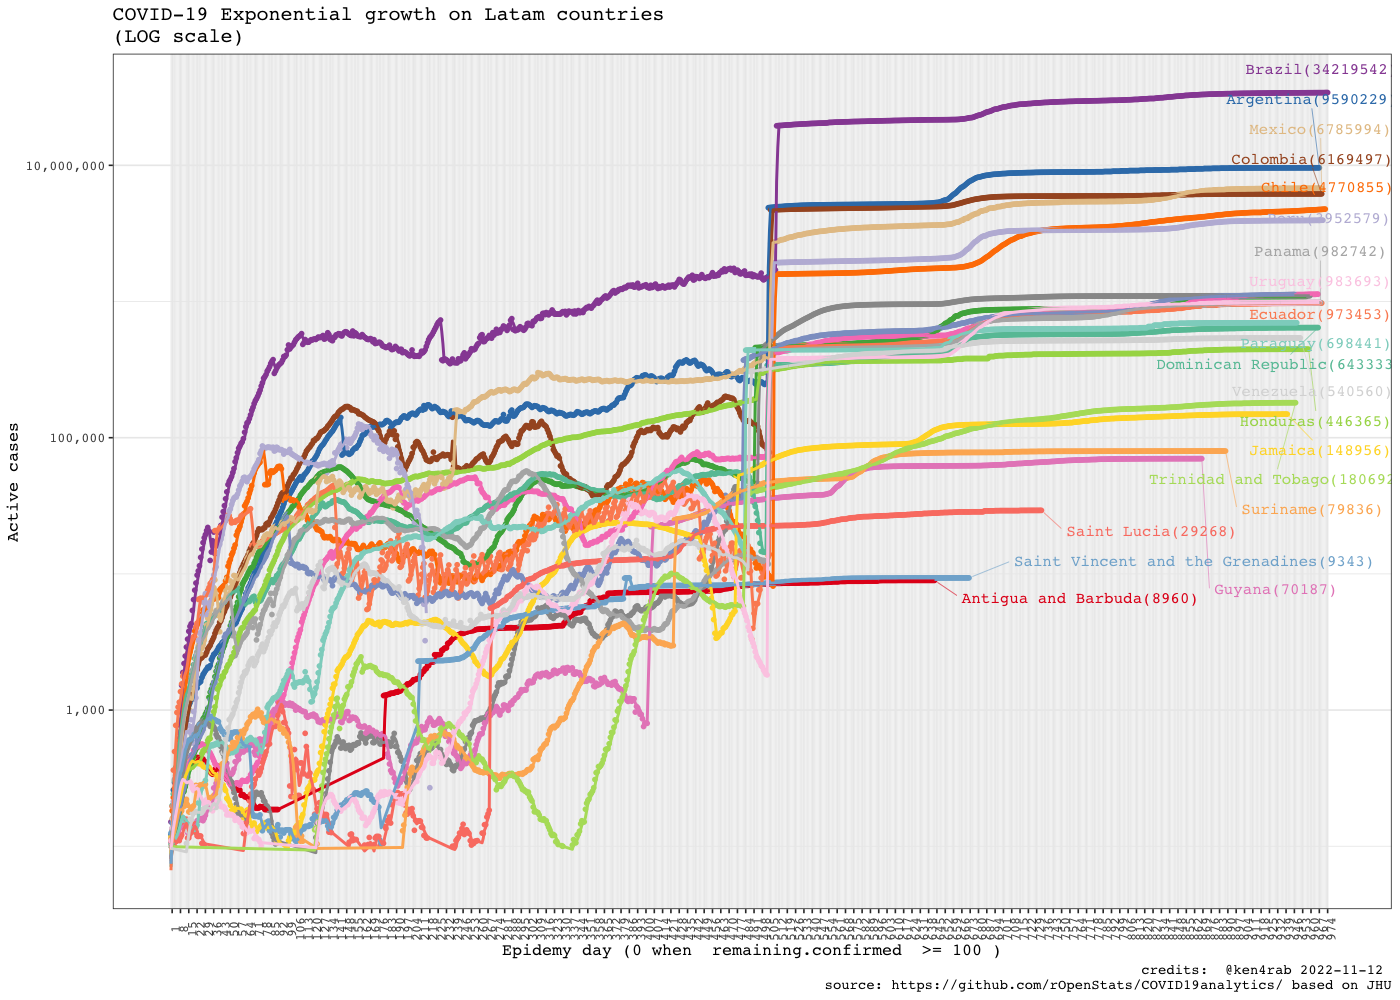 COVID-19 Exponential growth on Latam countries
(LOG scale)
Brazil(34219542
Argentina(9590229
Mexico(6785994)
10,000,000
Colombia(6169497)
Chile(4770855)
Peru(3952579)
Panama(982742)
Uruguay(983693)
Ecuador(973453)
Paraguay(698441)
Dominican Republic(643333
Venezuela(540560)
Honduras(446365)
100,000
Jamaica(148956)
Trinidad and Tobago(180692
Suriname(79836)
Saint Lucia(29268)
Saint Vincent and the Grenadines(9343)
Guyana(70187)
Antigua and Barbuda(8960)
1,000
Active cases
Epidemy day (0 when  remaining.confirmed  >= 100 )
credits:  @ken4rab 2022-11-12
source: https://github.com/rOpenStats/COVID19analytics/ based on JHU